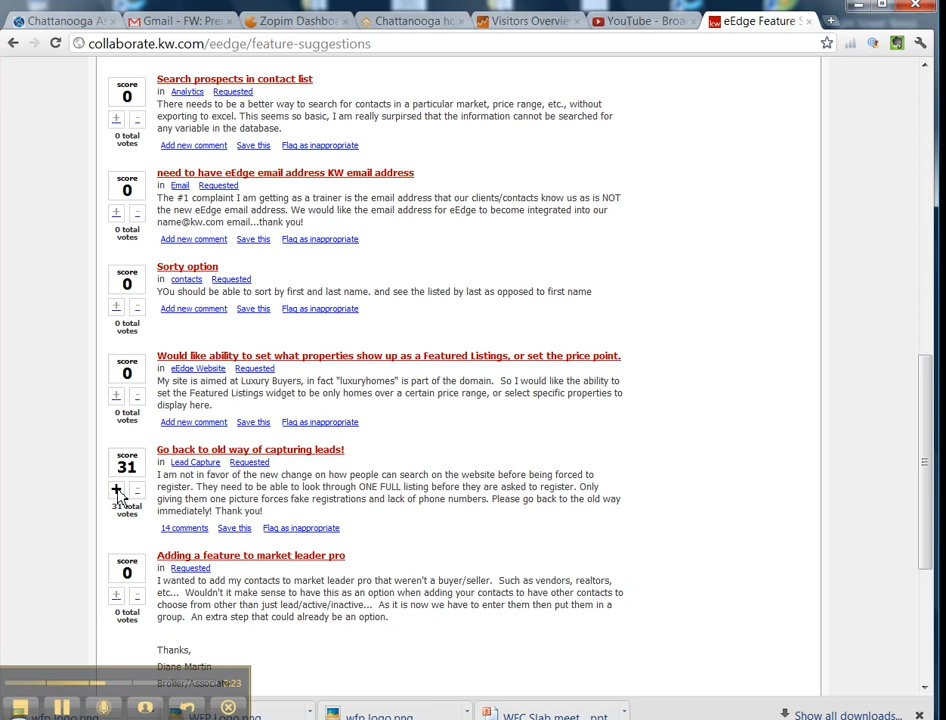 Chattanooga As
Gmail - FW: Prem
Zopim Dashboa
Chattanooga ho
Visitors Overvie
YouTube - Broad
eEdge Feature S
collaborate.kw.com/eedge/feature-suggestions
Search prospects in contact list
score
0
in Analytics Requested
There needs to be a better way to search for contacts in a particular market, price range, etc., without
exporting to excel. This seems so basic, I am really surpirsed that the information cannot be searched for
any variable in the database.
+ -
0 total
votes
Add new comment Save this Flag as inappropriate
need to have eEdge email address KW email address
score
0
in Email Requested
The #1 complaint I am getting as a trainer is the email address that our clients/contacts know us as is NOT
the new eEdge email address. We would like the email address for eEdge to become integrated into our
name@kw.com email...thank you!
+ -
0 total
votes
Add new comment Save this Flag as inappropriate
Sorty option
score
0
in contacts Requested
YOu should be able to sort by first and last name. and see the listed by last as opposed to first name
+ -
0 total
votes
Add new comment Save this Flag as inappropriate
Would like ability to set what properties show up as a Featured Listings, or set the price point.
score
0
in eEdge Website Requested
My site is aimed at Luxury Buyers, in fact "luxuryhomes" is part of the domain. So I would like the ability to
set the Featured Listings widget to be only homes over a certain price range, or select specific properties to
display here.
+ -
0 total
votes
Add new comment Save this Flag as inappropriate
Go back to old way of capturing leads!
score
31
in Lead Capture Requested
I am not in favor of the new change on how people can search on the website before being forced to
register. They need to be able to look through ONE FULL listing before they are asked to register. Only
giving them one picture forces fake registrations and lack of phone numbers. Please go back to the old way
immediately! Thank you!
+ -
31 total
votes
14 comments Save this Flag as inappropriate
Adding a feature to market leader pro
score
0
in Requested
I wanted to add my contacts to market leader pro that weren't a buyer/seller. Such as vendors, realtors,
etc... Wouldn't it make sense to have this as an option when adding your contacts to have other contacts to
choose from other than just lead/active/inactive... As it is now we have to enter them then put them in a
group. An extra step that could already be an option.
+ -
0 total
votes
Thanks,
Diane Martin
Broker/Associate
:23
wfp logo.png
WFP Logo.png
wfp logo.png
WFC Slab meet....ppt
Show all downloads...